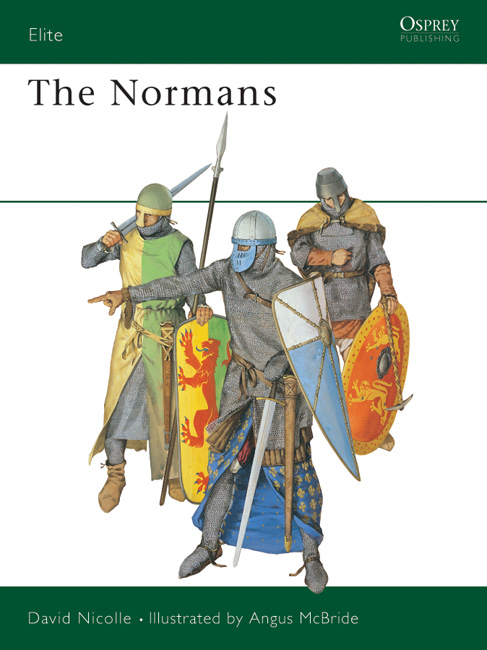 Elite
OSPREY
PUBLISHING
The Normans
David Nicolle • Illustrated by Angus McBride